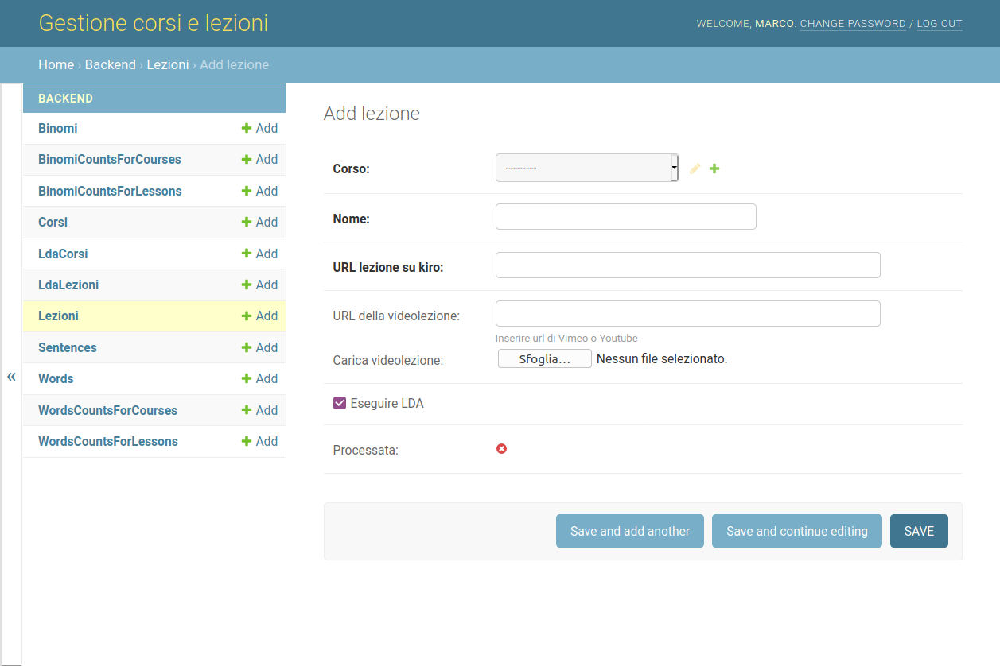 Gestione corsi e lezioni
WELCOME, MARCO. CHANGE PASSWORD / LOG OUT
Home › Backend › Lezioni › Add lezione
«
BACKEND
Binomi Add
BinomiCountsForCourses Add
BinomiCountsForLessons Add
Corsi Add
LdaCorsi Add
LdaLezioni Add
Lezioni Add
Sentences Add
Words Add
WordsCountsForCourses Add
WordsCountsForLessons Add
Add lezione
Corso: ---------
Nome:
URL lezione su kiro:
URL della videolezione:
Inserire url di Vimeo o Youtube
Carica videolezione: Sfoglia... Nessun file selezionato.
Eseguire LDA
Processata:
Save and add another Save and continue editing SAVE